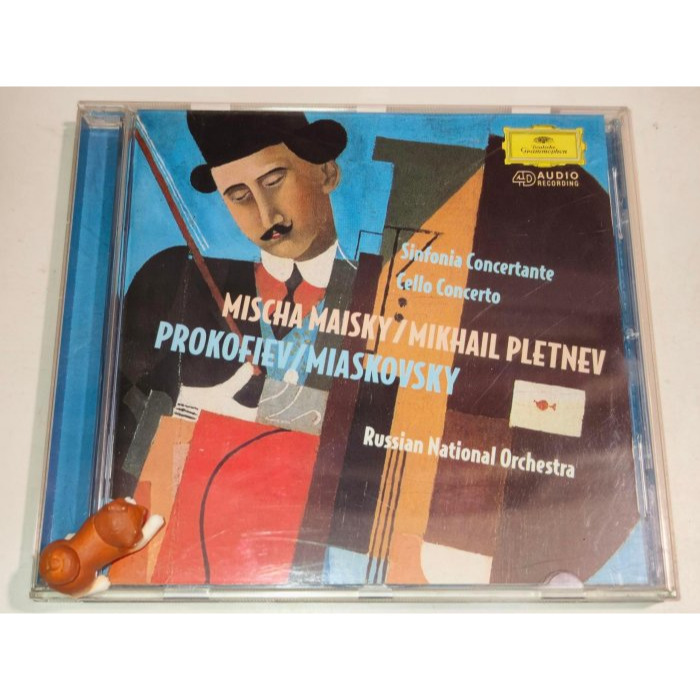 Deutsche
Grammophon
4D AUDIO
RECORDING
Sinfonia Concertante
Cello Concerto
MISCHA MAISKY/MIKHAIL PLETNEV
PROKOFIEV/MIASKOVSKY
Russian National Orchestra